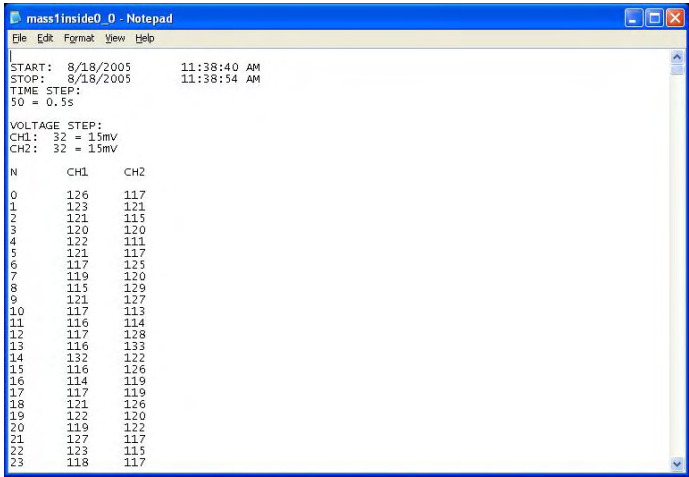 mass1inside0_0 - Notepad
File Edit Format View Help
START: 8/18/2005 11:38:40 AM
STOP: 8/18/2005 11:38:54 AM
TIME STEP:
50 = 0.5s
VOLTAGE STEP:
CH1: 32 = 15mV
CH2: 32 = 15mV
N CH1 CH2
0 126 117
1 123 121
2 121 115
3 120 120
4 122 111
5 121 117
6 117 125
7 119 120
8 115 129
9 121 127
10 117 113
11 116 114
12 117 128
13 116 133
14 132 122
15 116 126
16 114 119
17 117 119
18 121 126
19 122 120
20 119 122
21 127 117
22 123 115
23 118 117